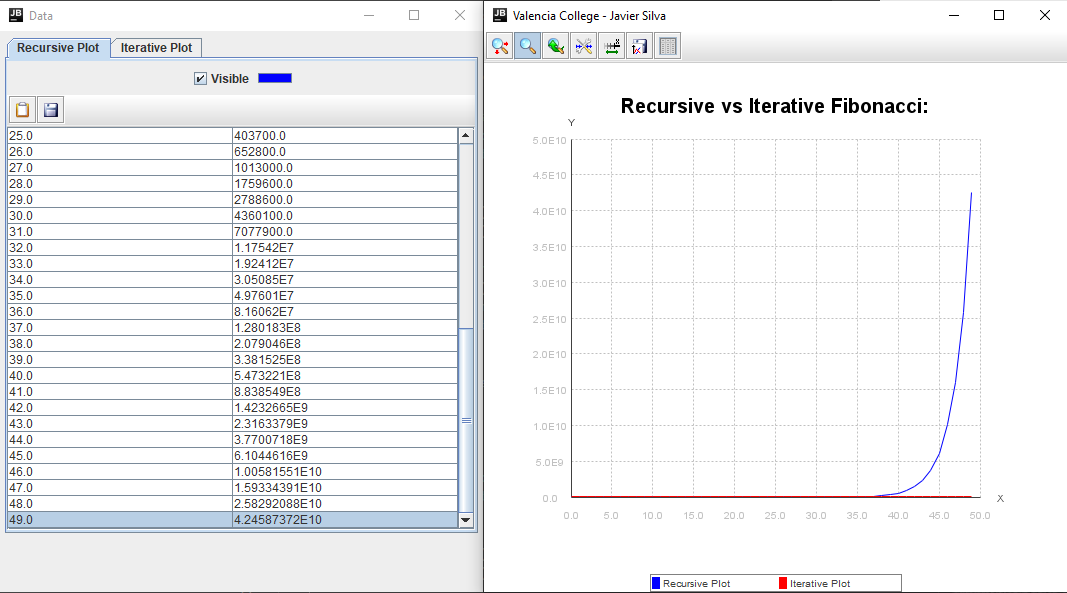 JB Data
Recursive Plot Iterative Plot
Visible
25.0 403700.0
26.0 652800.0
27.0 1013000.0
28.0 1759600.0
29.0 2788600.0
30.0 4360100.0
31.0 7077900.0
32.0 1.17542E7
33.0 1.92412E7
34.0 3.05085E7
35.0 4.97601E7
36.0 8.16062E7
37.0 1.280183E8
38.0 2.079046E8
39.0 3.381525E8
40.0 5.473221E8
41.0 8.838549E8
42.0 1.4232665E9
43.0 2.3163379E9
44.0 3.7700718E9
45.0 6.1044616E9
46.0 1.00581551E10
47.0 1.59334391E10
48.0 2.58292088E10
49.0 4.24587372E10
JB Valencia College - Javier Silva
Recursive vs Iterative Fibonacci:
Y
5.0E10
4.5E10
4.0E10
3.5E10
3.0E10
2.5E10
2.0E10
1.5E10
1.0E10
5.0E9
0.0
X
0.0 5.0 10.0 15.0 20.0 25.0 30.0 35.0 40.0 45.0 50.0
Recursive Plot Iterative Plot